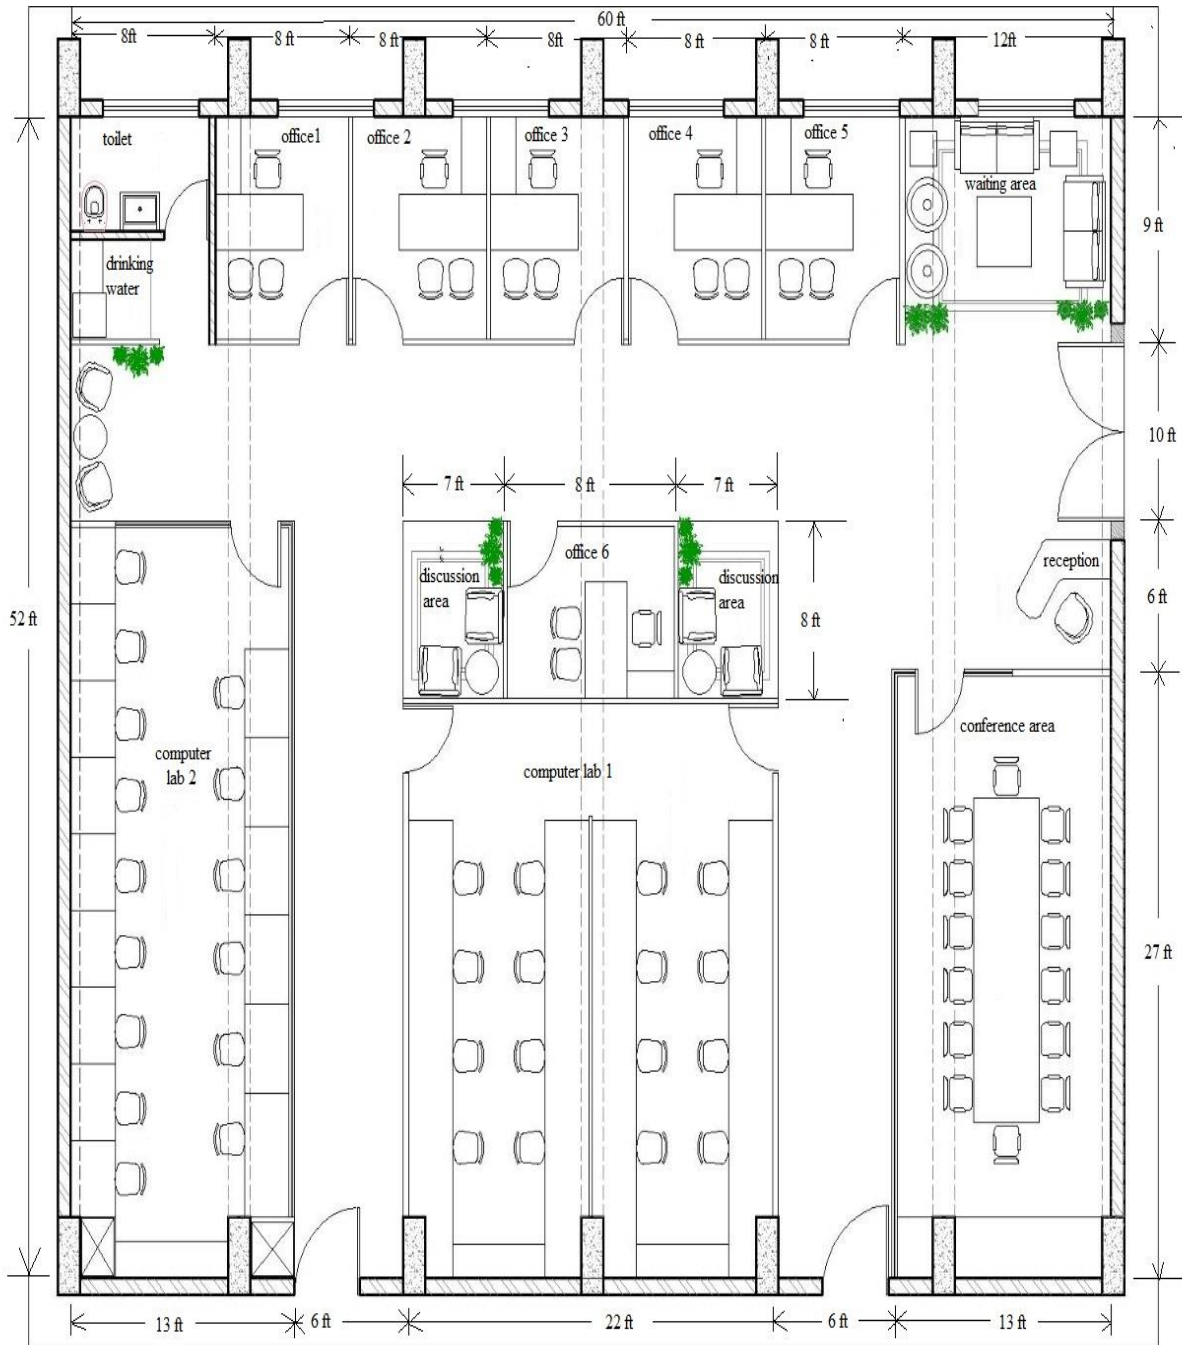 60 ft
8ft
8 ft
8 ft
8ft
8 ft
8 ft
12ft
toilet
office1
office 2
office 3
office 4
office 5
waiting area
9 ft
drinking
water
10 ft
7 ft
8 ft
7 ft
office 6
discussion
area
discussion
area
8 ft
reception
6 ft
52 ft
conference area
computer
lab 2
computer lab 1
27 ft
13 ft
6 ft
22 ft
6 ft
13 ft